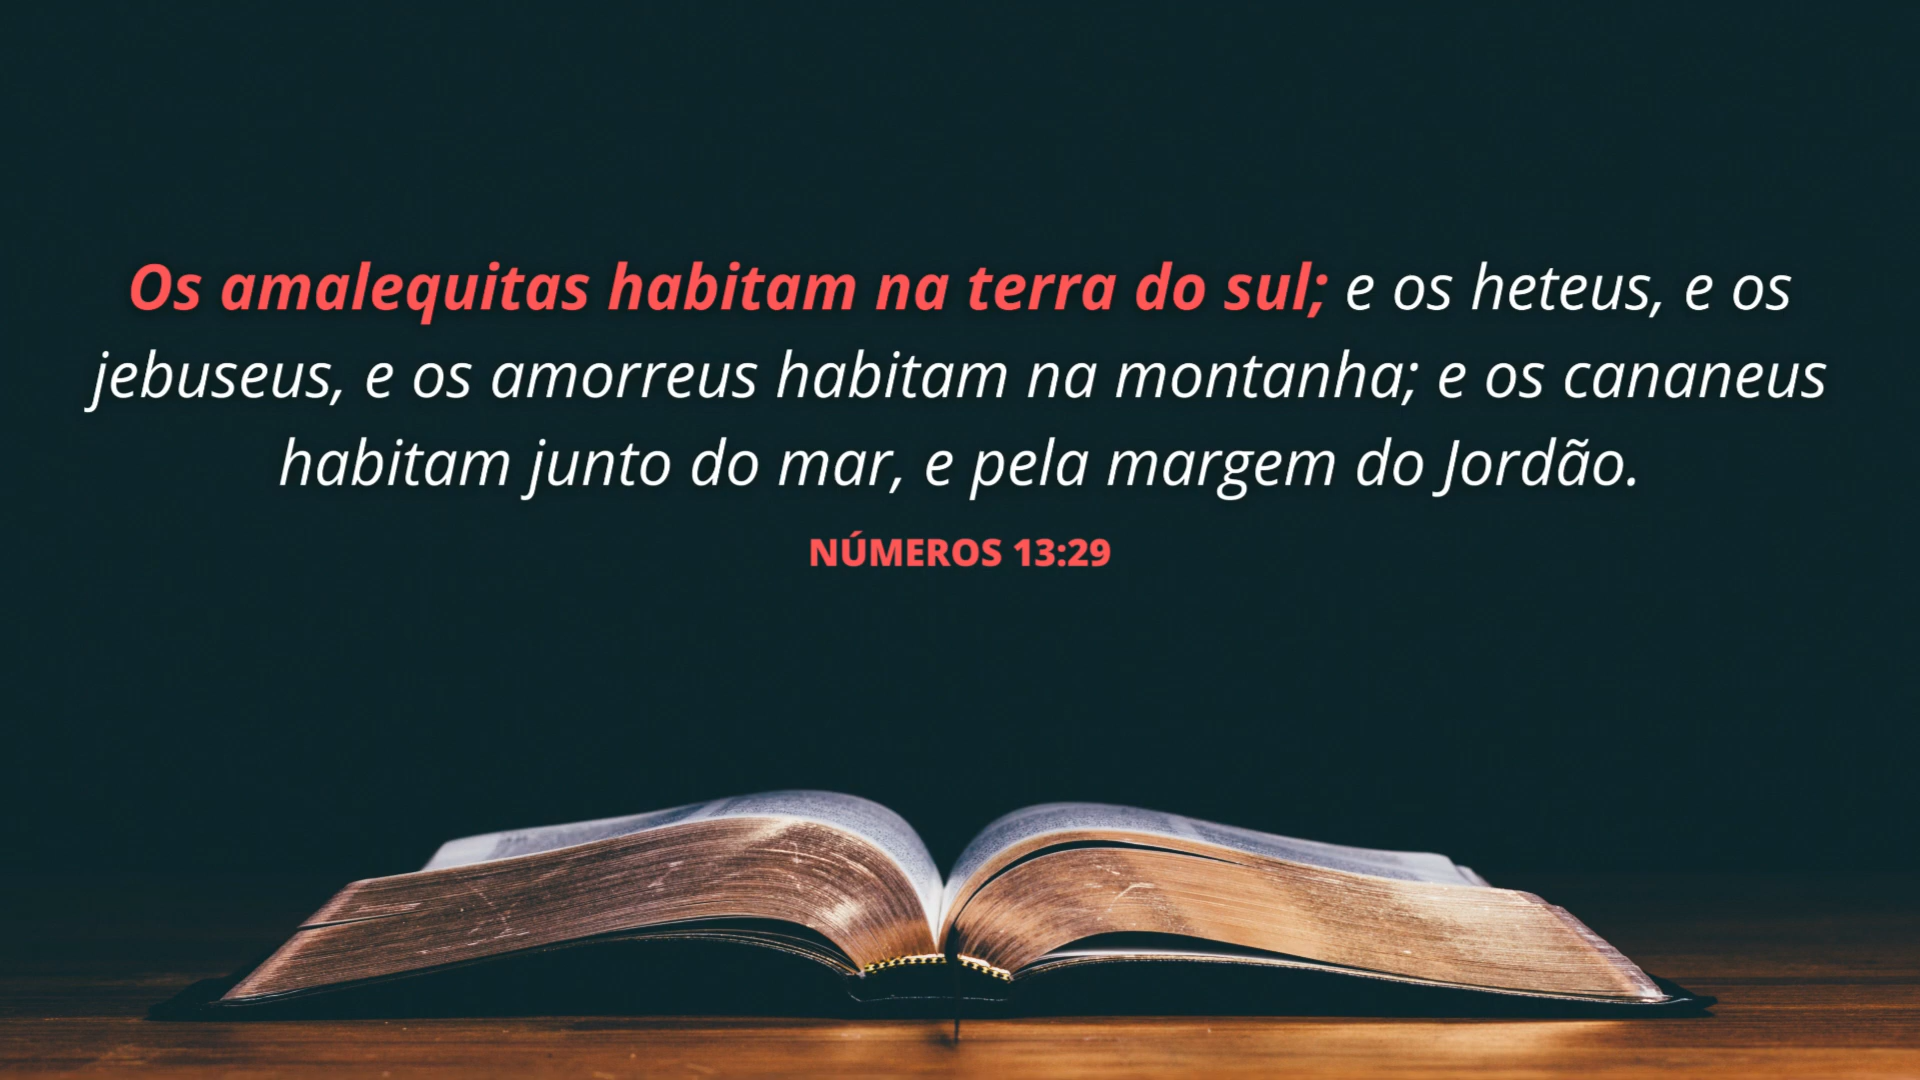 Os amalequitas habitam na terra do sul; e os heteus, e os
jebuseus, e os amorreus habitam na montanha; e os cananeus
habitam junto do mar, e pela margem do Jordão.
NÚMEROS 13:29